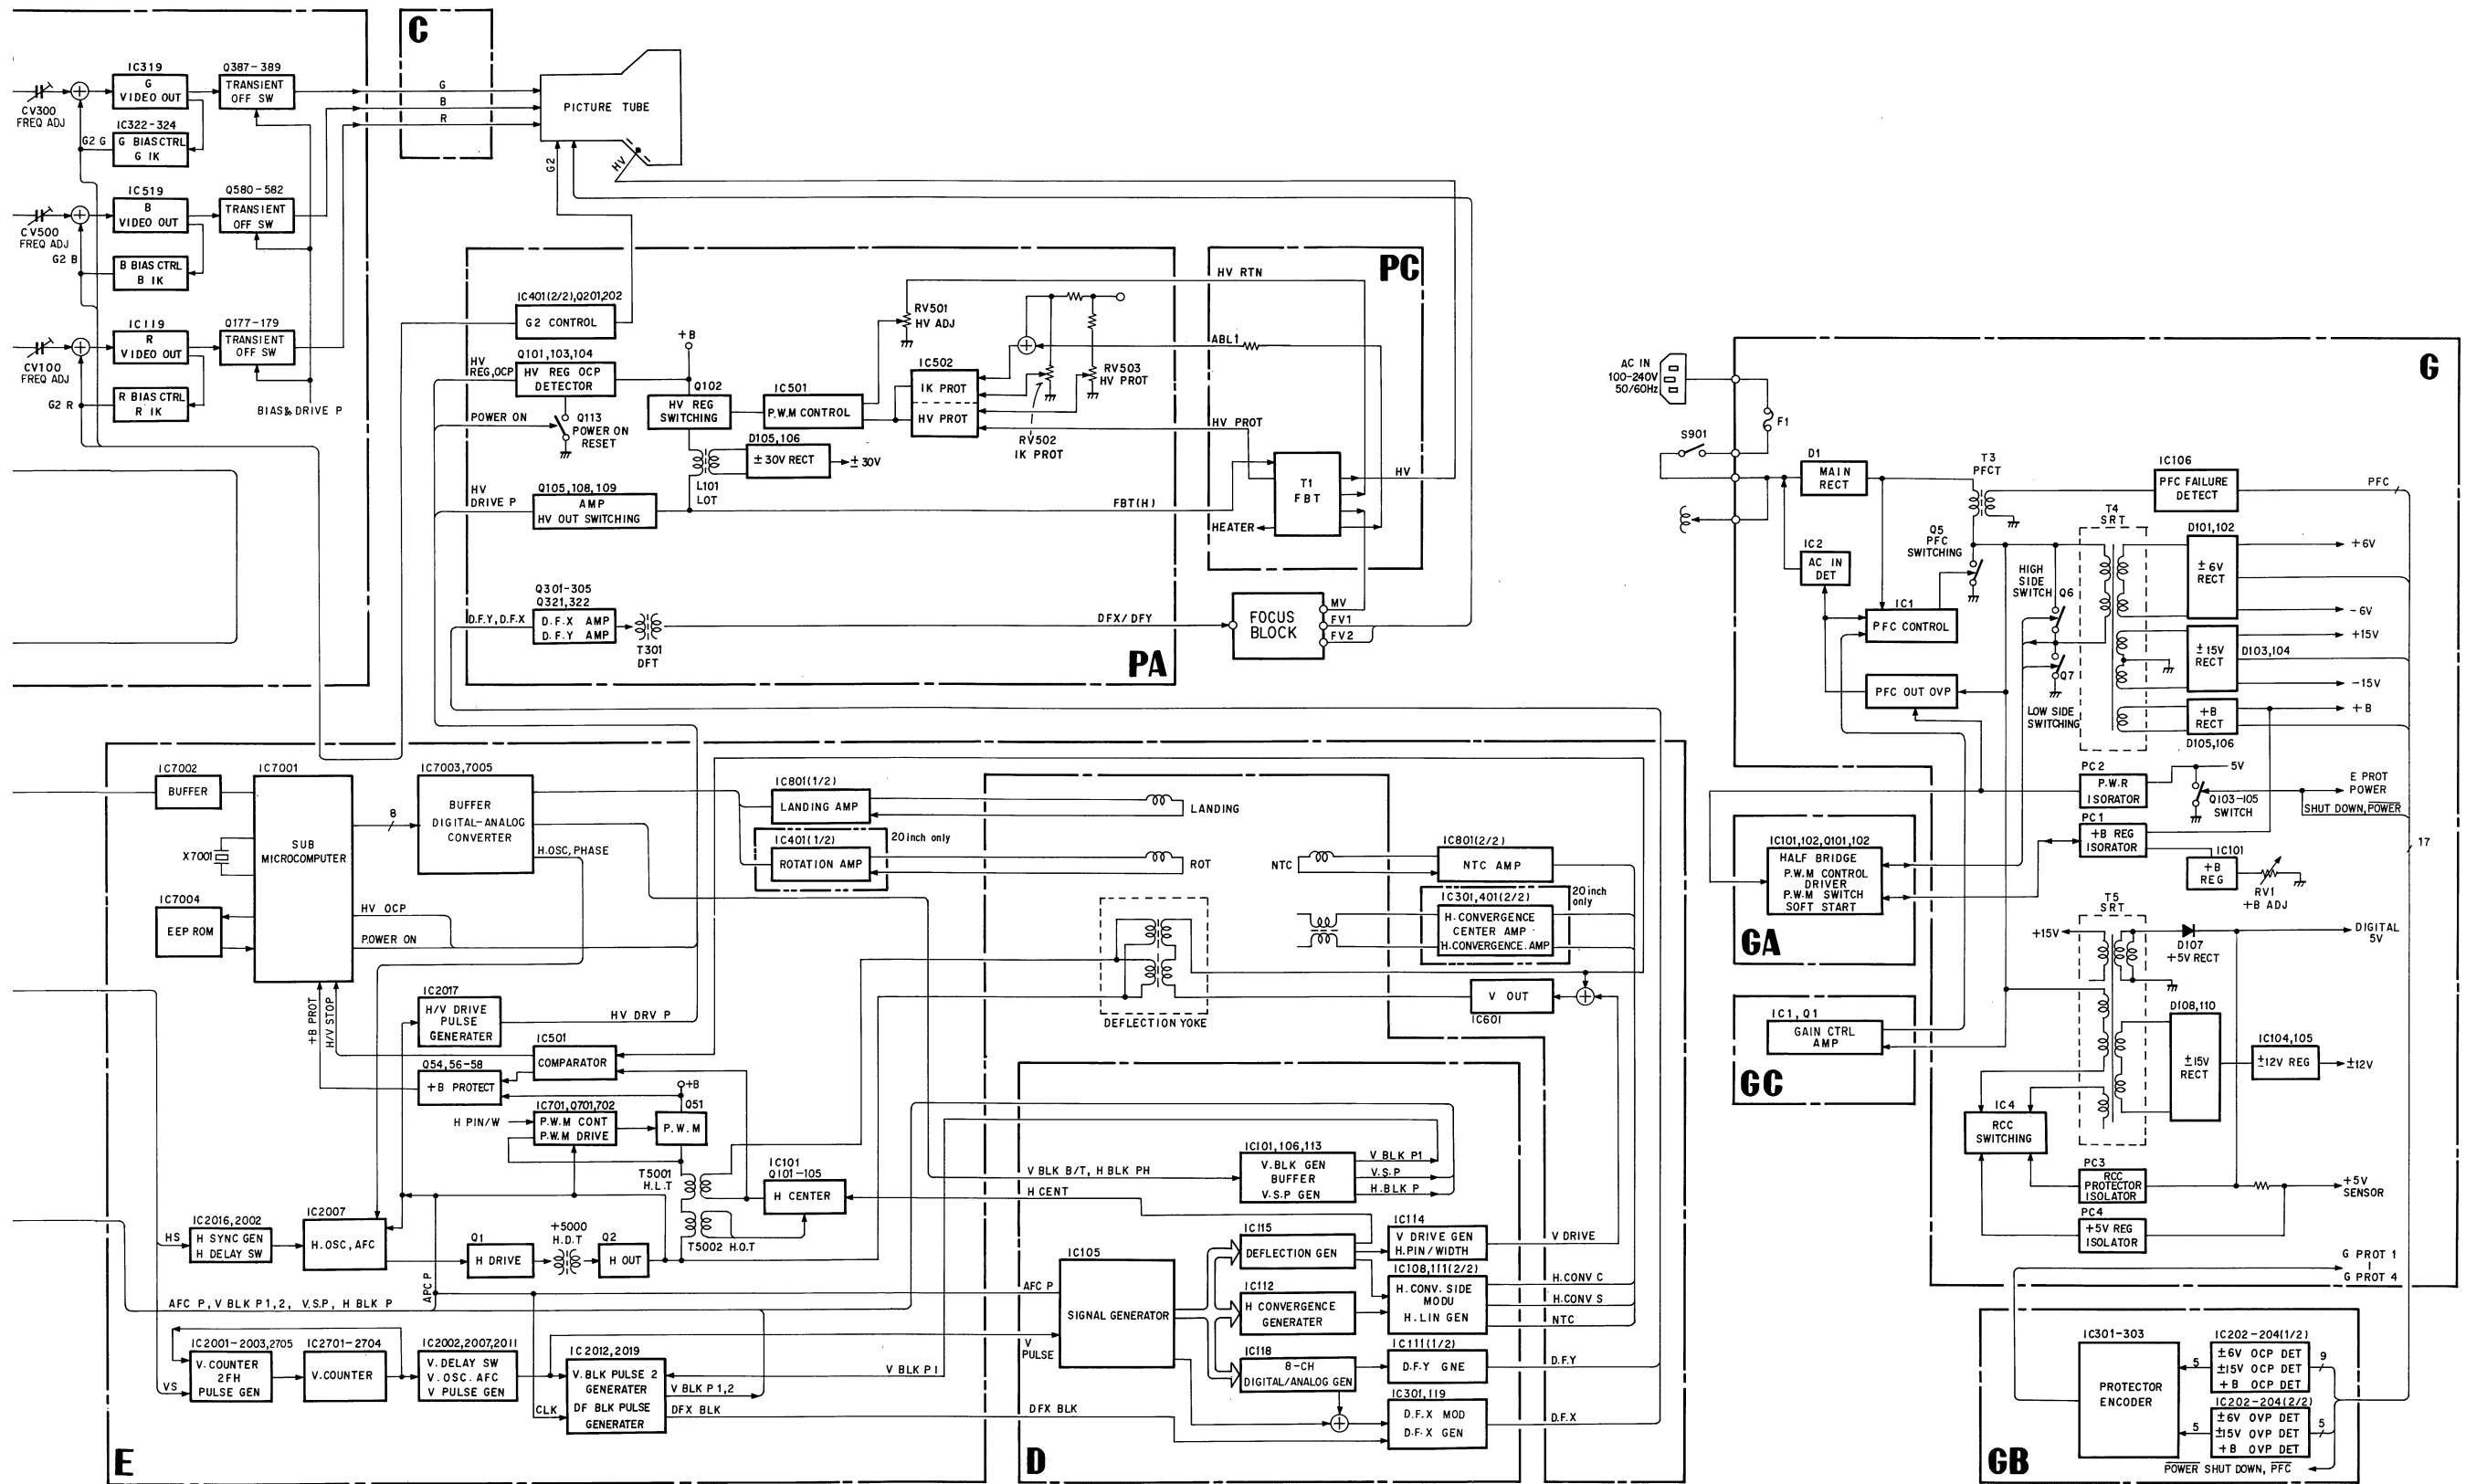 C
IC319
G
VIDEO OUT
Q387-389
TRANSIENT
OFF SW
CV300
FREQ ADJ
IC322-324
G BIAS CTRL
G IK
G2 G
G
B
R
PICTURE TUBE
G2
HV
IC519
B
VIDEO OUT
Q580-582
TRANSIENT
OFF SW
CV500
FREQ ADJ
G2 B
B BIAS CTRL
B IK
IC119
R
VIDEO OUT
Q177-179
TRANSIENT
OFF SW
CV100
FREQ ADJ
G2 R
R BIAS CTRL
R IK
BIAS & DRIVE P
IC401(2/2),Q201,202
G2 CONTROL
HV
REG,OCP
Q101,103,104
HV REG OCP
DETECTOR
+B
Q102
HV REG
SWITCHING
IC501
P.W.M CONTROL
RV501
HV ADJ
IC502
IK PROT
HV PROT
RV503
HV PROT
RV502
IK PROT
POWER ON
Q113
POWER ON
RESET
D105,106
±30V RECT
±30V
L101
LOT
HV
DRIVE P
Q105,108,109
AMP
HV OUT SWITCHING
FBT(H)
Q301-305
Q321,322
D.F.Y,D.F.X
D.F.X AMP
D.F.Y AMP
T301
DFT
DFX/DFY
PA
PC
HV RTN
ABL1
HV PROT
T1
FBT
HV
HEATER
FOCUS
BLOCK
MV
FV1
FV2
G
AC IN
100-240V
50/60Hz
F1
S901
D1
MAIN
RECT
T3
PFCT
IC106
PFC FAILURE
DETECT
PFC
IC2
AC IN
DET
Q5
PFC
SWITCHING
T4
SRT
D101,102
±6V
RECT
+6V
-6V
HIGH
SIDE
SWITCH
Q6
IC1
PFC CONTROL
±15V
RECT
D103,104
+15V
-15V
Q7
PFC OUT OVP
LOW SIDE
SWITCHING
+B
RECT
D105,106
+B
PC2
P.W.R
ISORATOR
5V
Q103-105
SWITCH
E PROT
POWER
SHUT DOWN,POWER
PC1
+B REG
ISORATOR
IC101
+B
REG
RV1
+B ADJ
17
IC101,102,Q101,102
HALF BRIDGE
P.W.M CONTROL
DRIVER
P.W.M SWITCH
SOFT START
GA
T5
SRT
+15V
D107
+5V RECT
DIGITAL
5V
IC1,Q1
GAIN CTRL
AMP
GC
D108,110
±15V
RECT
IC104,105
±12V REG
±12V
IC4
RCC
SWITCHING
PC3
RCC
PROTECTOR
ISOLATOR
+5V
SENSOR
PC4
+5V REG
ISOLATOR
G PROT 1
G PROT 4
IC301-303
PROTECTOR
ENCODER
IC202-204(1/2)
±6V OCP DET
±15V OCP DET
+B OCP DET
5
9
IC202-204(2/2)
±6V OVP DET
±15V OVP DET
+B OVP DET
5
5
POWER SHUT DOWN, PFC
GB
IC7002
BUFFER
IC7001
SUB
MICROCOMPUTER
8
IC7003,7005
BUFFER
DIGITAL-ANALOG
CONVERTER
X7001
H.OSC,PHASE
IC7004
EEP ROM
HV OCP
POWER ON
+B PROT
H/V STOP
IC801(1/2)
LANDING AMP
LANDING
IC401(1/2)
20 inch only
ROTATION AMP
ROT
NTC
IC801(2/2)
NTC AMP
IC301,401(2/2)
20 inch
only
H.CONVERGENCE
CENTER AMP
H.CONVERGENCE.AMP
DEFLECTION YOKE
V OUT
IC601
IC2017
H/V DRIVE
PULSE
GENERATER
HV DRV P
IC501
COMPARATOR
Q54,56-58
+B PROTECT
+B
IC701,Q701,702
P.W.M CONT
P.W.M DRIVE
H PIN/W
Q51
P.W.M
T5001
H.L.T
IC101
Q101-105
H CENTER
T5002 H.O.T
IC2016,2002
HS
H SYNC GEN
H DELAY SW
IC2007
H.OSC,AFC
Q1
H DRIVE
+5000
H.D.T
Q2
H OUT
AFC P, V BLK P1,2, V.S.P, H BLK P
APC P
IC2001-2003,2705
V.COUNTER
2FH
PULSE GEN
VS
IC2701-2704
V.COUNTER
IC2002,2007,2011
V.DELAY SW
V.OSC.AFC
V PULSE GEN
IC2012,2019
V.BLK PULSE 2
GENERATER
DF BLK PULSE
GENERATER
CLK
V BLK P1
V BLK P1,2
DFX BLK
E
V BLK B/T, H BLK PH
H CENT
IC101,106,113
V.BLK GEN
BUFFER
V.S.P GEN
V BLK P1
V.S.P
H.BLK P
IC105
SIGNAL GENERATOR
AFC P
V
PULSE
DFX BLK
IC115
DEFLECTION GEN
IC112
H CONVERGENCE
GENERATER
IC118
8-CH
DIGITAL/ANALOG GEN
IC114
V DRIVE GEN
H.PIN/WIDTH
V DRIVE
IC108,111(2/2)
H.CONV.SIDE
MODU
H.LIN GEN
H.CONV C
H.CONV S
NTC
IC111(1/2)
D.F.Y GNE
D.F.Y
IC301,119
D.F.X MOD
D.F.X GEN
D.F.X
D